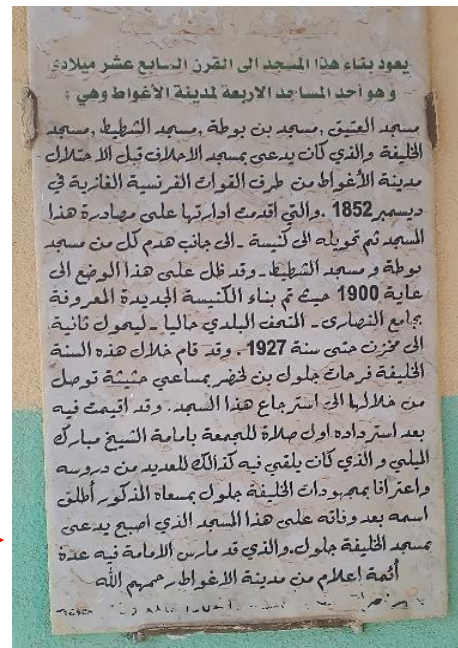 يعود بناء هذا المسجد الى القرن السابع عشر ميلادي
و هو أحد المساجد الاربعة لمدينة الأغواط وهي :
مسجد العتيق ,مسجد بن بوطة ,مسجد الشطيط ,مسجد
الخليفة والذي كان يدعى بمسجد الاحلاف قبل الاحتلال
مدينة الأغواط من طرف القوات الفرنسية الغازية في
ديسمبر 1852 .والتي اقدمت ادارتها على مصادرة هذا
المسجد ثم تحويله الى كنيسة ـ الى جانب هدم كل من مسجد
بوطة و مسجد الشطيط ـ وقد ظل على هذا الوضع الى
غاية 1900 حيث تم بناء الكنيسة الجديدة المعروفة
بجامع النصارى ـ المتحف البلدي حاليا ـ ليحول ثانية
الى مخزن حتى سنة 1927 . وقد قام خلال هذه السنة
الخليفة فرحات جلول بن لخضر بمساعي حثيثة توصل
من خلالها الى استرجاع هذا المسجد . وقد اقيمت فيه
بعد استرداده اول صلاة للجمعة بامامة الشيخ مبارك
الميلي و الذي كان يلقي فيه كذالك للعديد من دروسه
واعترافا بمجهودات الخليفة جلول بمسعاه المذكور أطلق
اسمه بعد وفاته على هذا المسجد الذي اصبح يدعى
بمسجد الخليفة جلول .والذي قد مارس الامامة فيه عدة
أئمة اعلام من مدينة الاغواط رحمهم الله